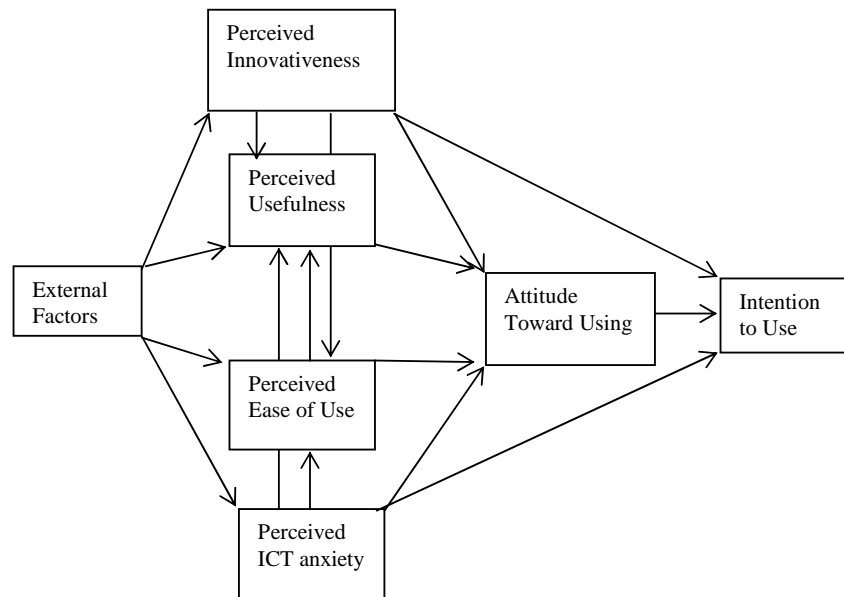 Perceived
Innovativeness
Perceived
Usefulness
External
Factors
Attitude
Toward Using
Intention
to Use
Perceived
Ease of Use
Perceived
ICT anxiety